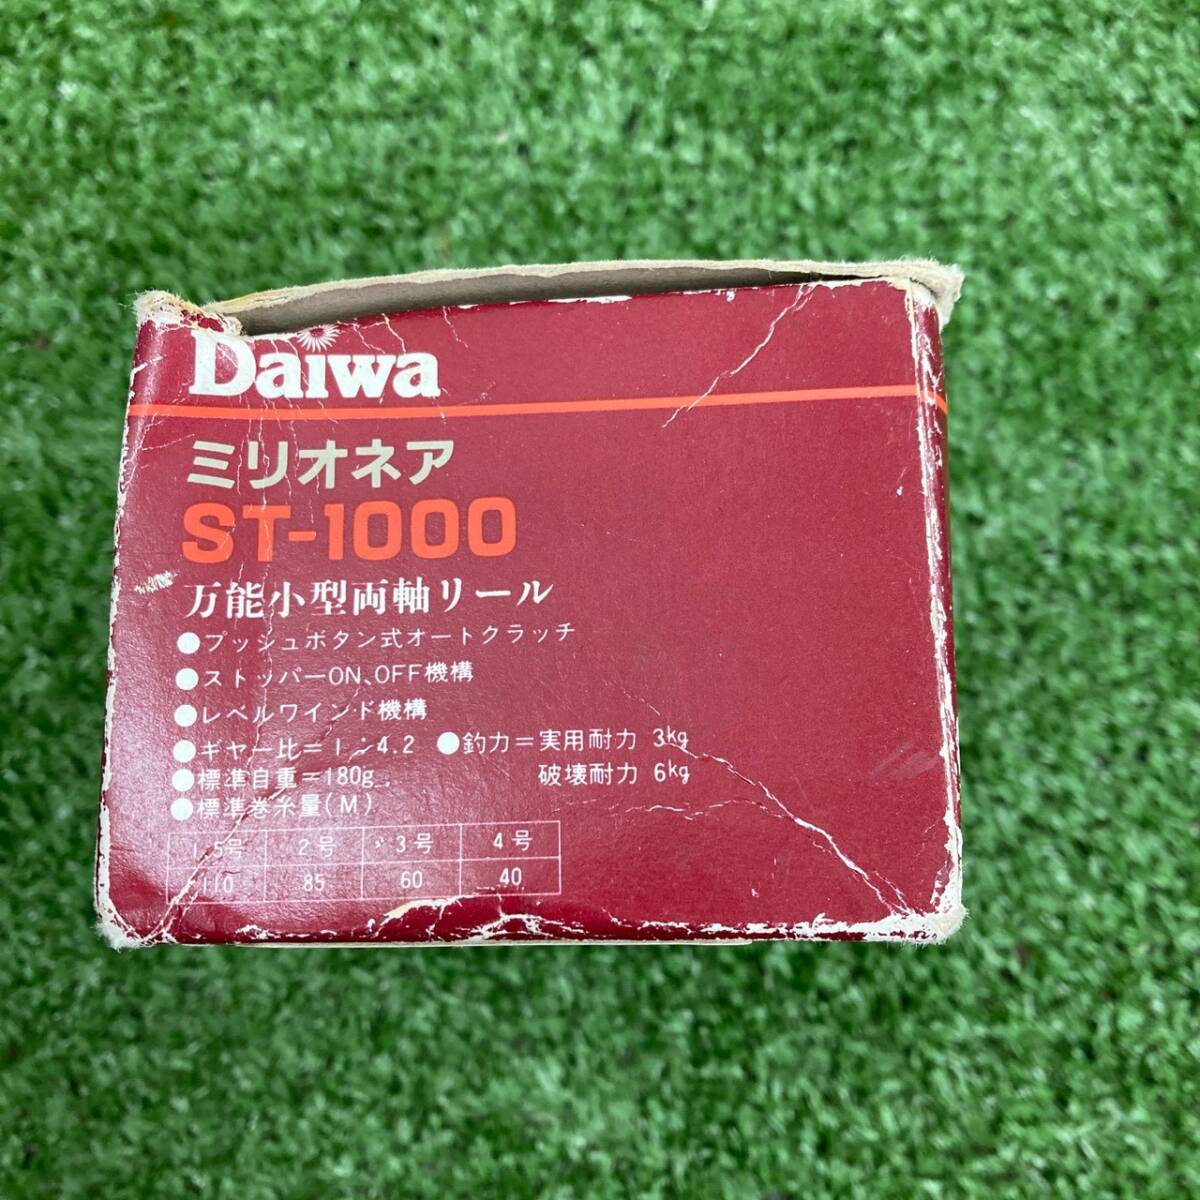 Daiwa
ミリオネア
ST-1000
万能小型両軸リール
●プッシュボタン式オートクラッチ
●ストッパーON、OFF機構
●レベルワインド機構
●ギヤー比=1:4.2 ●釣力=実用耐力 3kg
●標準自重=180g 破壊耐力 6kg
●標準巻糸量(M)
1.5号 2号 3号 4号
110 85 60 40